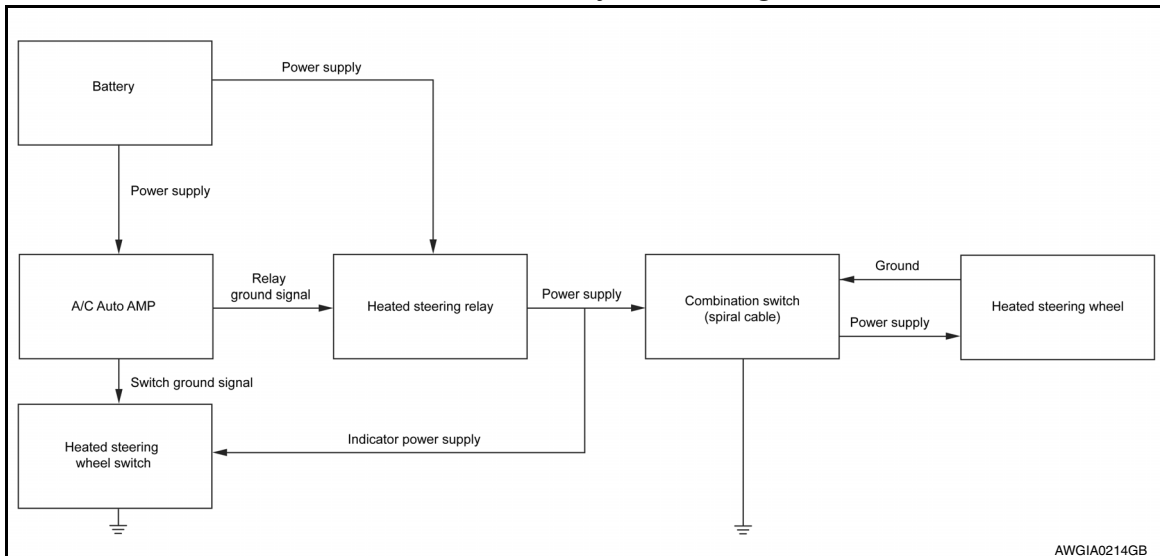 Power supply
Battery
Power supply
A/C Auto AMP
Relay
ground signal
Heated steering relay
Power supply
Combination switch
(spiral cable)
Ground
Power supply
Heated steering wheel
Switch ground signal
Heated steering
wheel switch
Indicator power supply
AWGIA0214GB